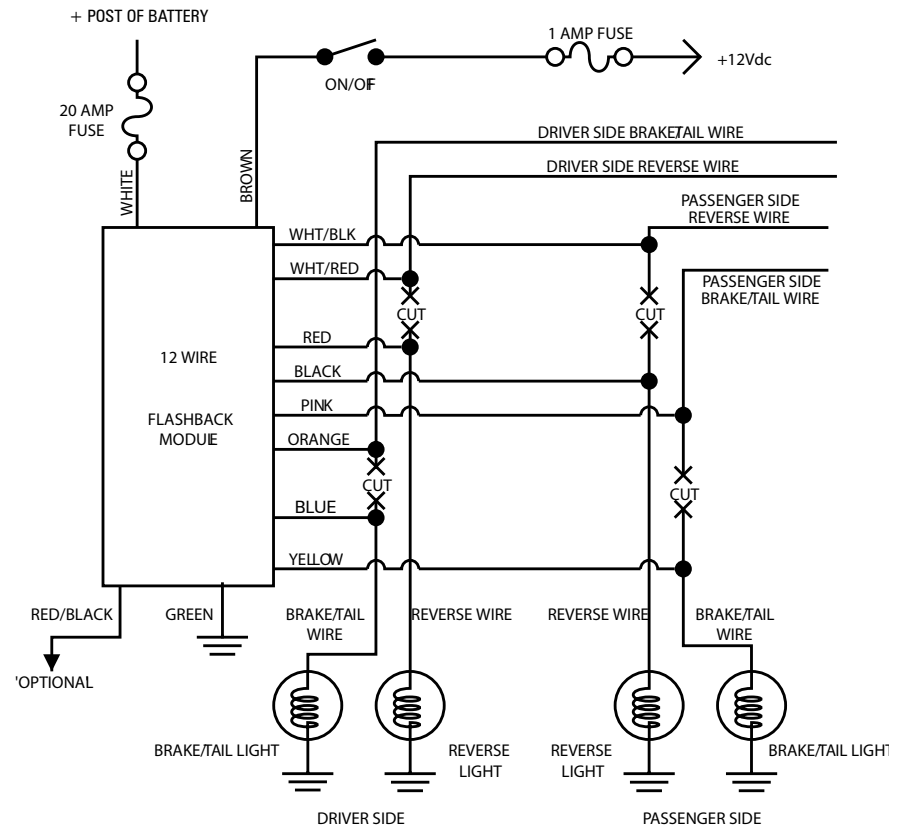 + POST OF BATTERY
1 AMP FUSE
+12Vdc
ON/OFF
20 AMP
FUSE
WHITE
BROWN
DRIVER SIDE BRAKE/TAIL WIRE
DRIVER SIDE REVERSE WIRE
PASSENGER SIDE
REVERSE WIRE
WHT/BLK
WHT/RED
PASSENGER SIDE
BRAKE/TAIL WIRE
CUT
CUT
RED
12 WIRE
BLACK
PINK
FLASHBACK
MODULE
ORANGE
CUT
CUT
BLUE
YELLOW
RED/BLACK
GREEN
BRAKE/TAIL
WIRE
REVERSE WIRE
REVERSE WIRE
BRAKE/TAIL
WIRE
'OPTIONAL
BRAKE/TAIL LIGHT
REVERSE
LIGHT
REVERSE
LIGHT
BRAKE/TAIL LIGHT
DRIVER SIDE
PASSENGER SIDE